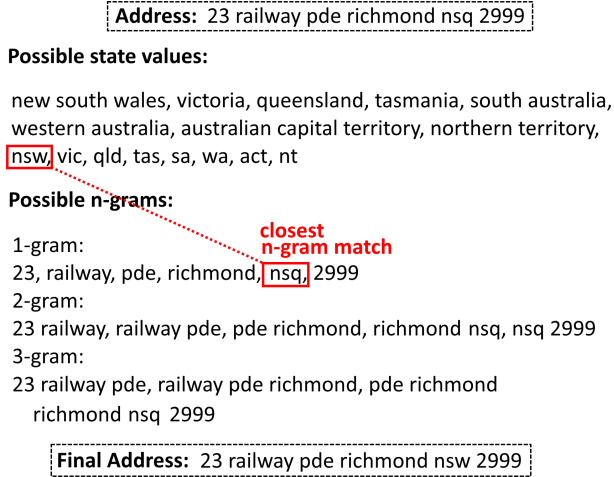 Address: 23 railway pde richmond nsq 2999
Possible state values:
new south wales, victoria, queensland, tasmania, south australia,
western australia, australian capital territory, northern territory,
nsw, vic, qld, tas, sa, wa, act, nt
Possible n-grams:
closest
n-gram match
1-gram:
23, railway, pde, richmond, nsq, 2999
2-gram:
23 railway, railway pde, pde richmond, richmond nsq, nsq 2999
3-gram:
23 railway pde, railway pde richmond, pde richmond
richmond nsq 2999
Final Address: 23 railway pde richmond nsw 2999